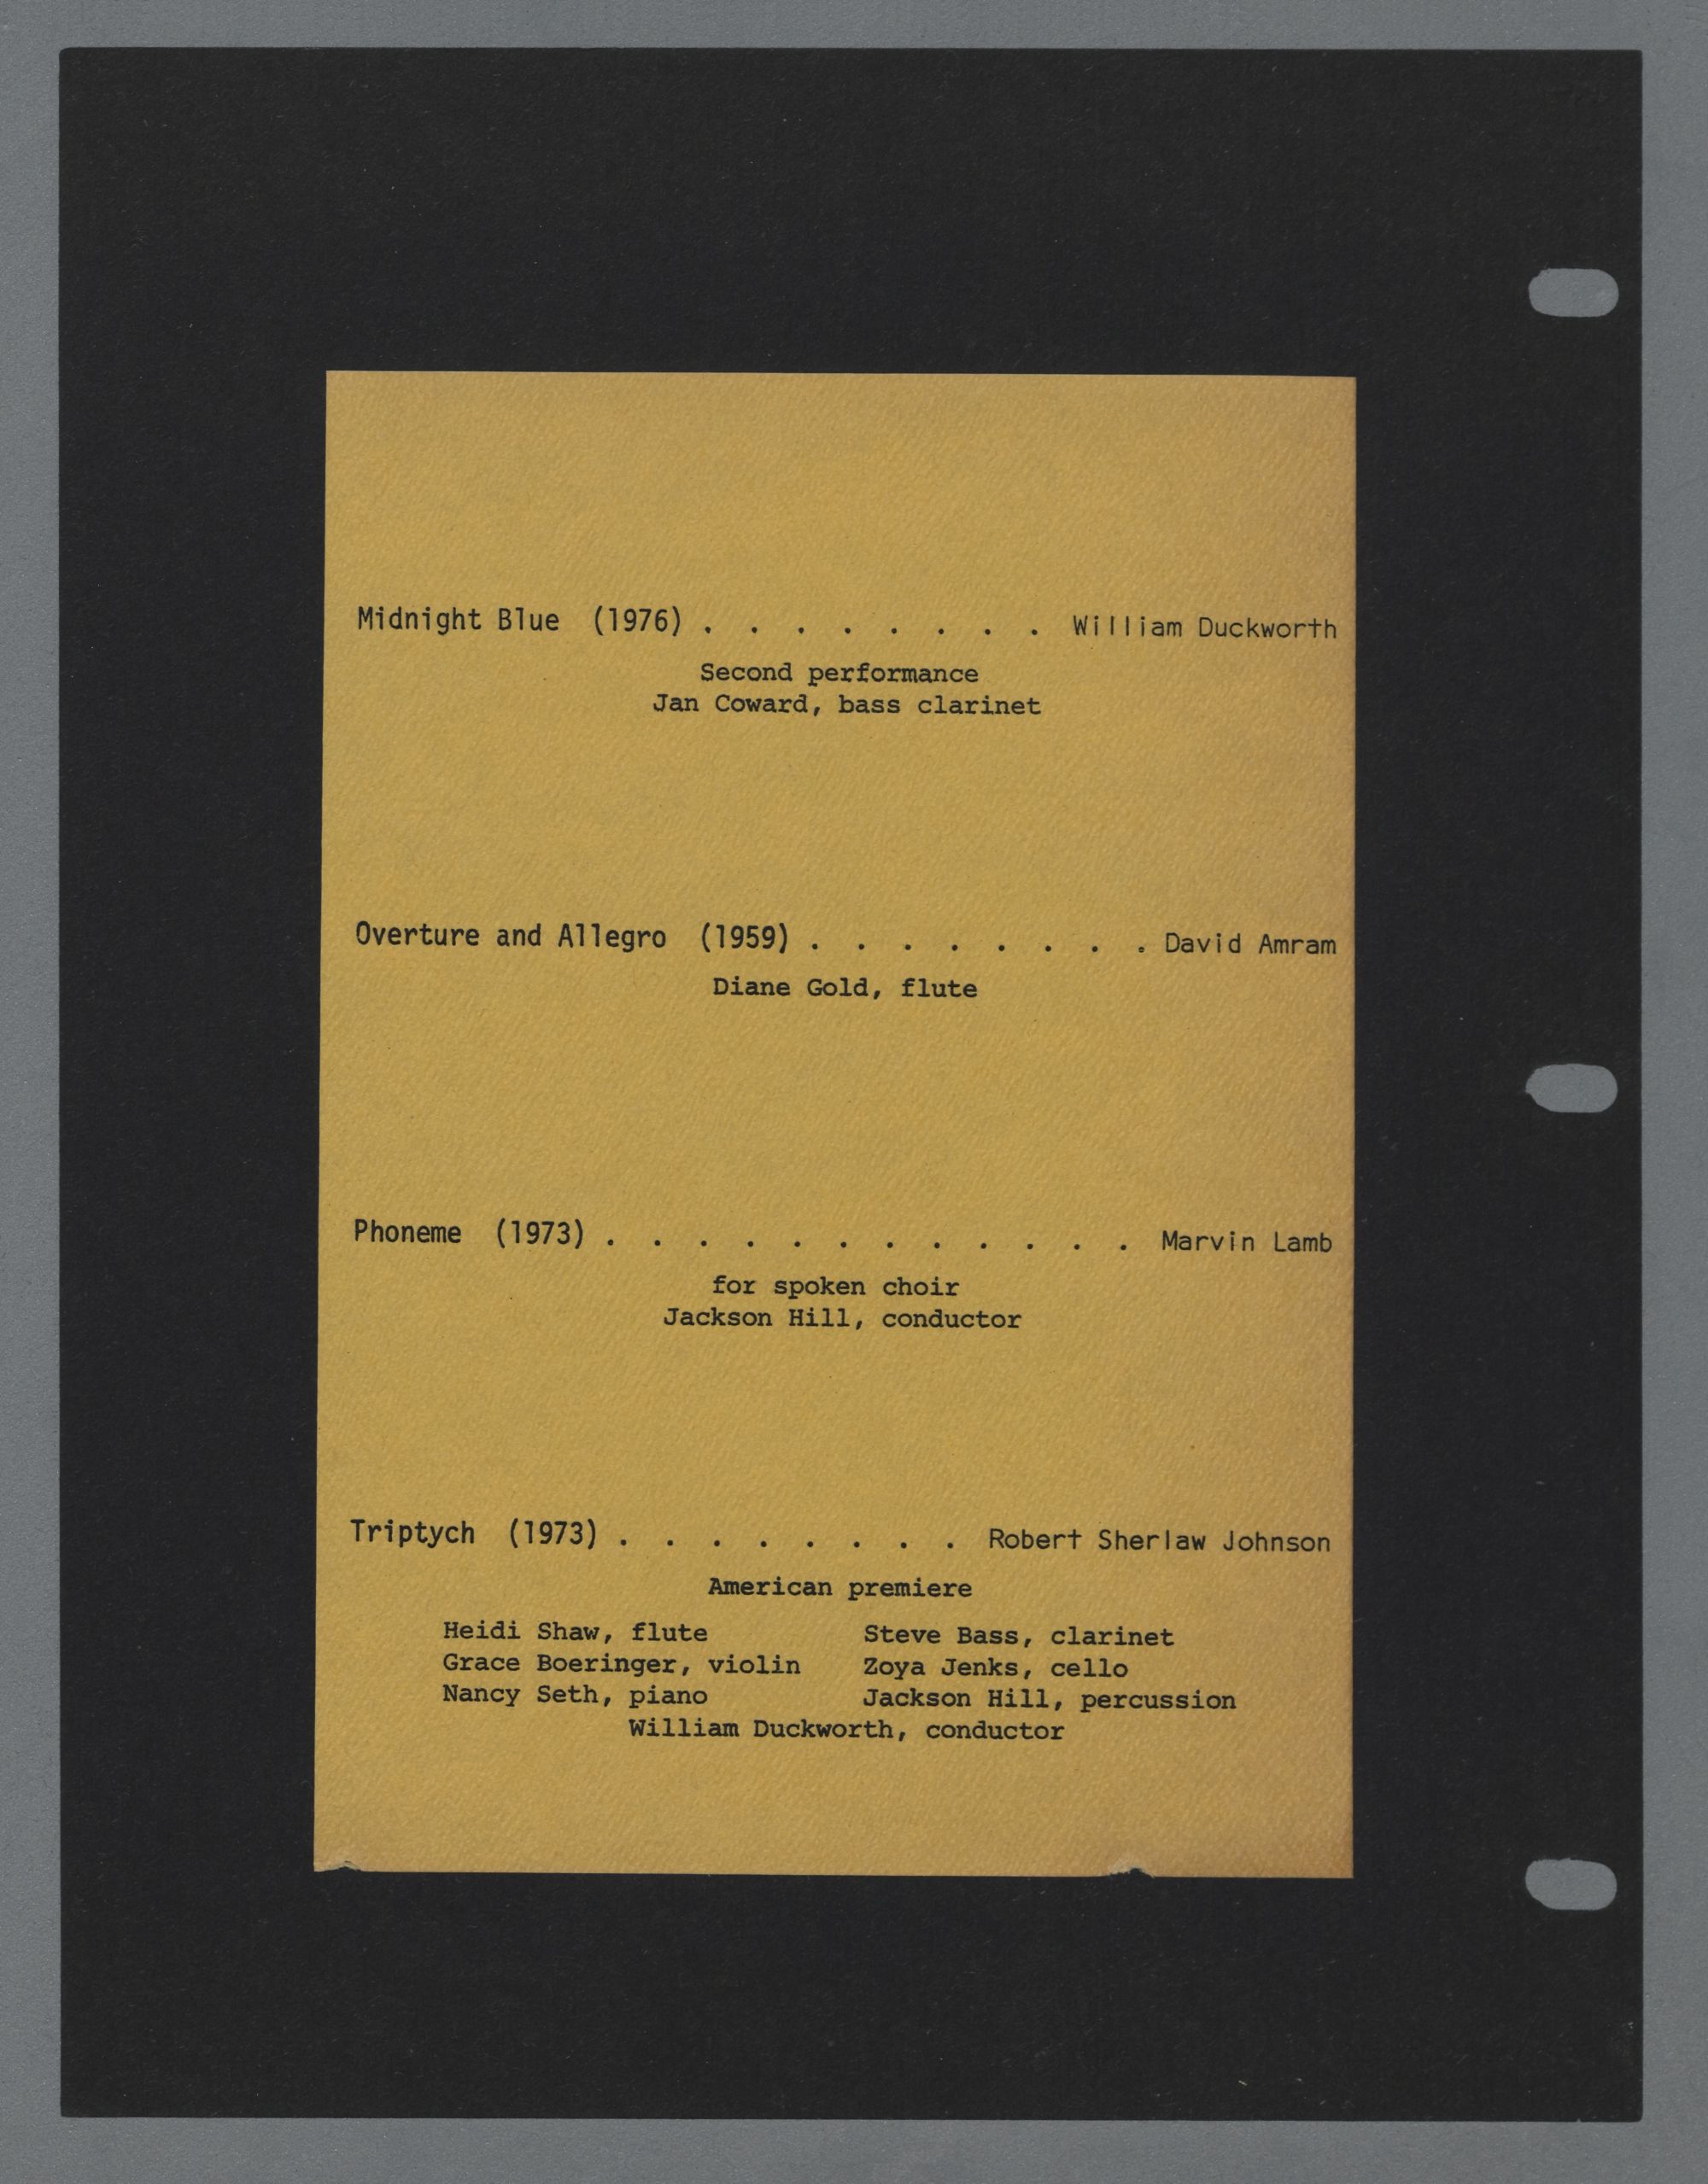 Midnight Blue (1976) . . . . . . . . William Duckworth
Second performance
Jan Coward, bass clarinet
Overture and Allegro (1959) . . . . . . . . David Amram
Diane Gold, flute
Phoneme (1973) . . . . . . . . . . . . Marvin Lamb
for spoken choir
Jackson Hill, conductor
Triptych (1973) . . . . . . . . Robert Sherlaw Johnson
American premiere
Heidi Shaw, flute Steve Bass, clarinet
Grace Boeringer, violin Zoya Jenks, cello
Nancy Seth, piano Jackson Hill, percussion
William Duckworth, conductor